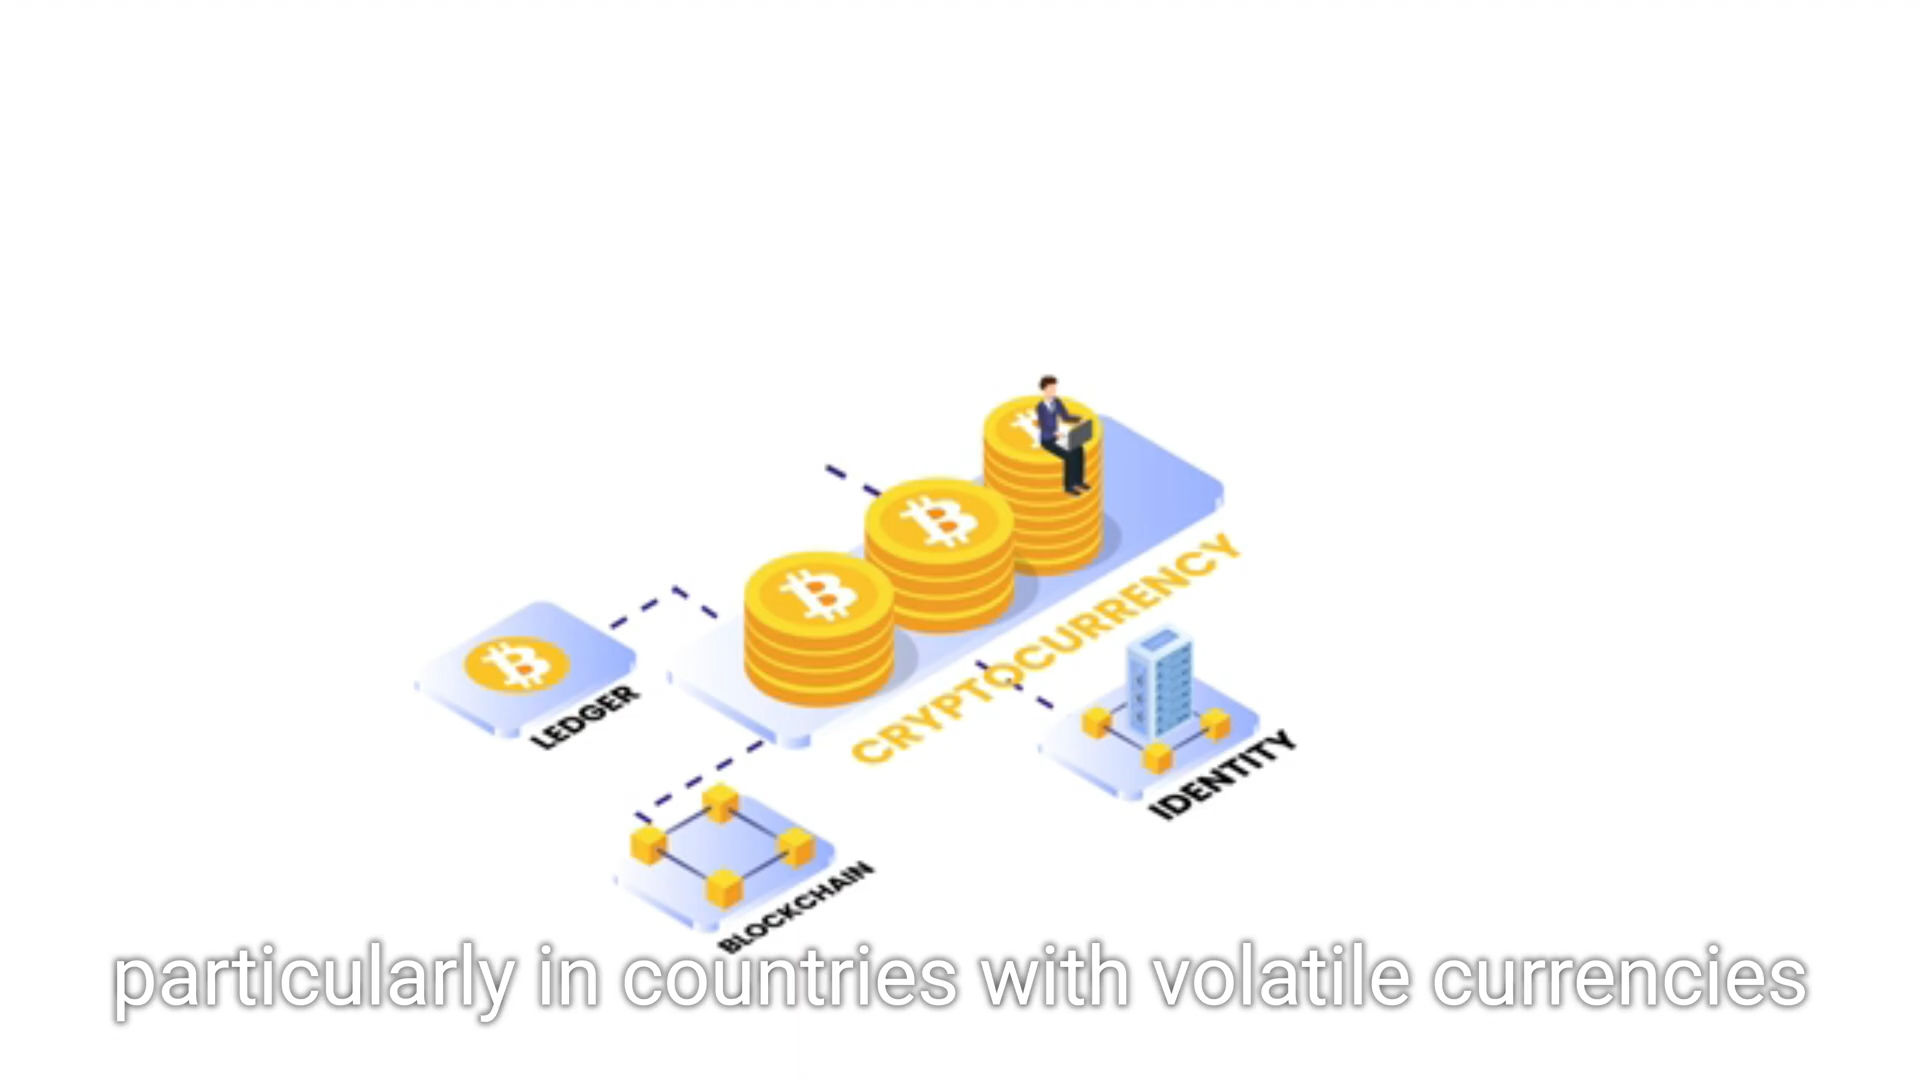 CRYPTOCURRENCY
LEDGER
IDENTITY
BLOCKCHAIN
particularly in countries with volatile currencies